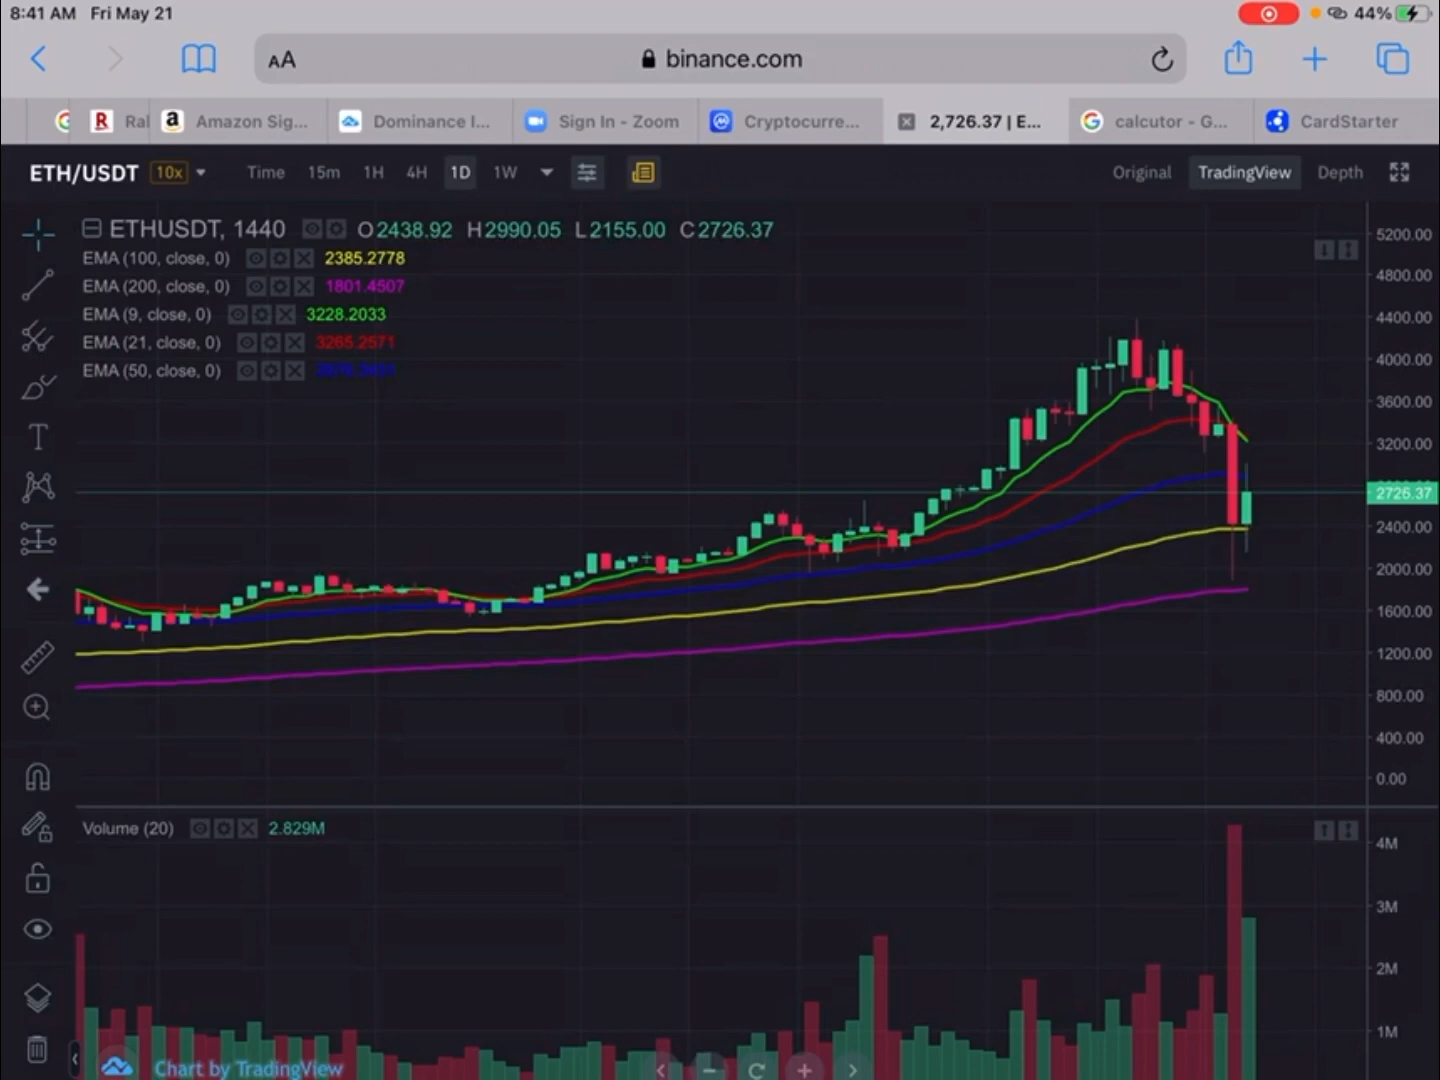 8:41 AM Fri May 21
44%
AA binance.com
Ral Amazon Sig... Dominance I... Sign In - Zoom Cryptocurre... 2,726.37 | E... calcutor - G... CardStarter
ETH/USDT 10x Time 15m 1H 4H 1D 1W Original TradingView Depth
ETHUSDT, 1440 O2438.92 H2990.05 L2155.00 C2726.37
EMA (100, close, 0) 2385.2778
EMA (200, close, 0) 1801.4507
EMA (9, close, 0) 3228.2033
EMA (21, close, 0) 3265.2571
EMA (50, close, 0)
5200.00
4800.00
4400.00
4000.00
3600.00
3200.00
2726.37
2400.00
2000.00
1600.00
1200.00
800.00
400.00
0.00
Volume (20) 2.829M
4M
3M
2M
1M
Chart by TradingView